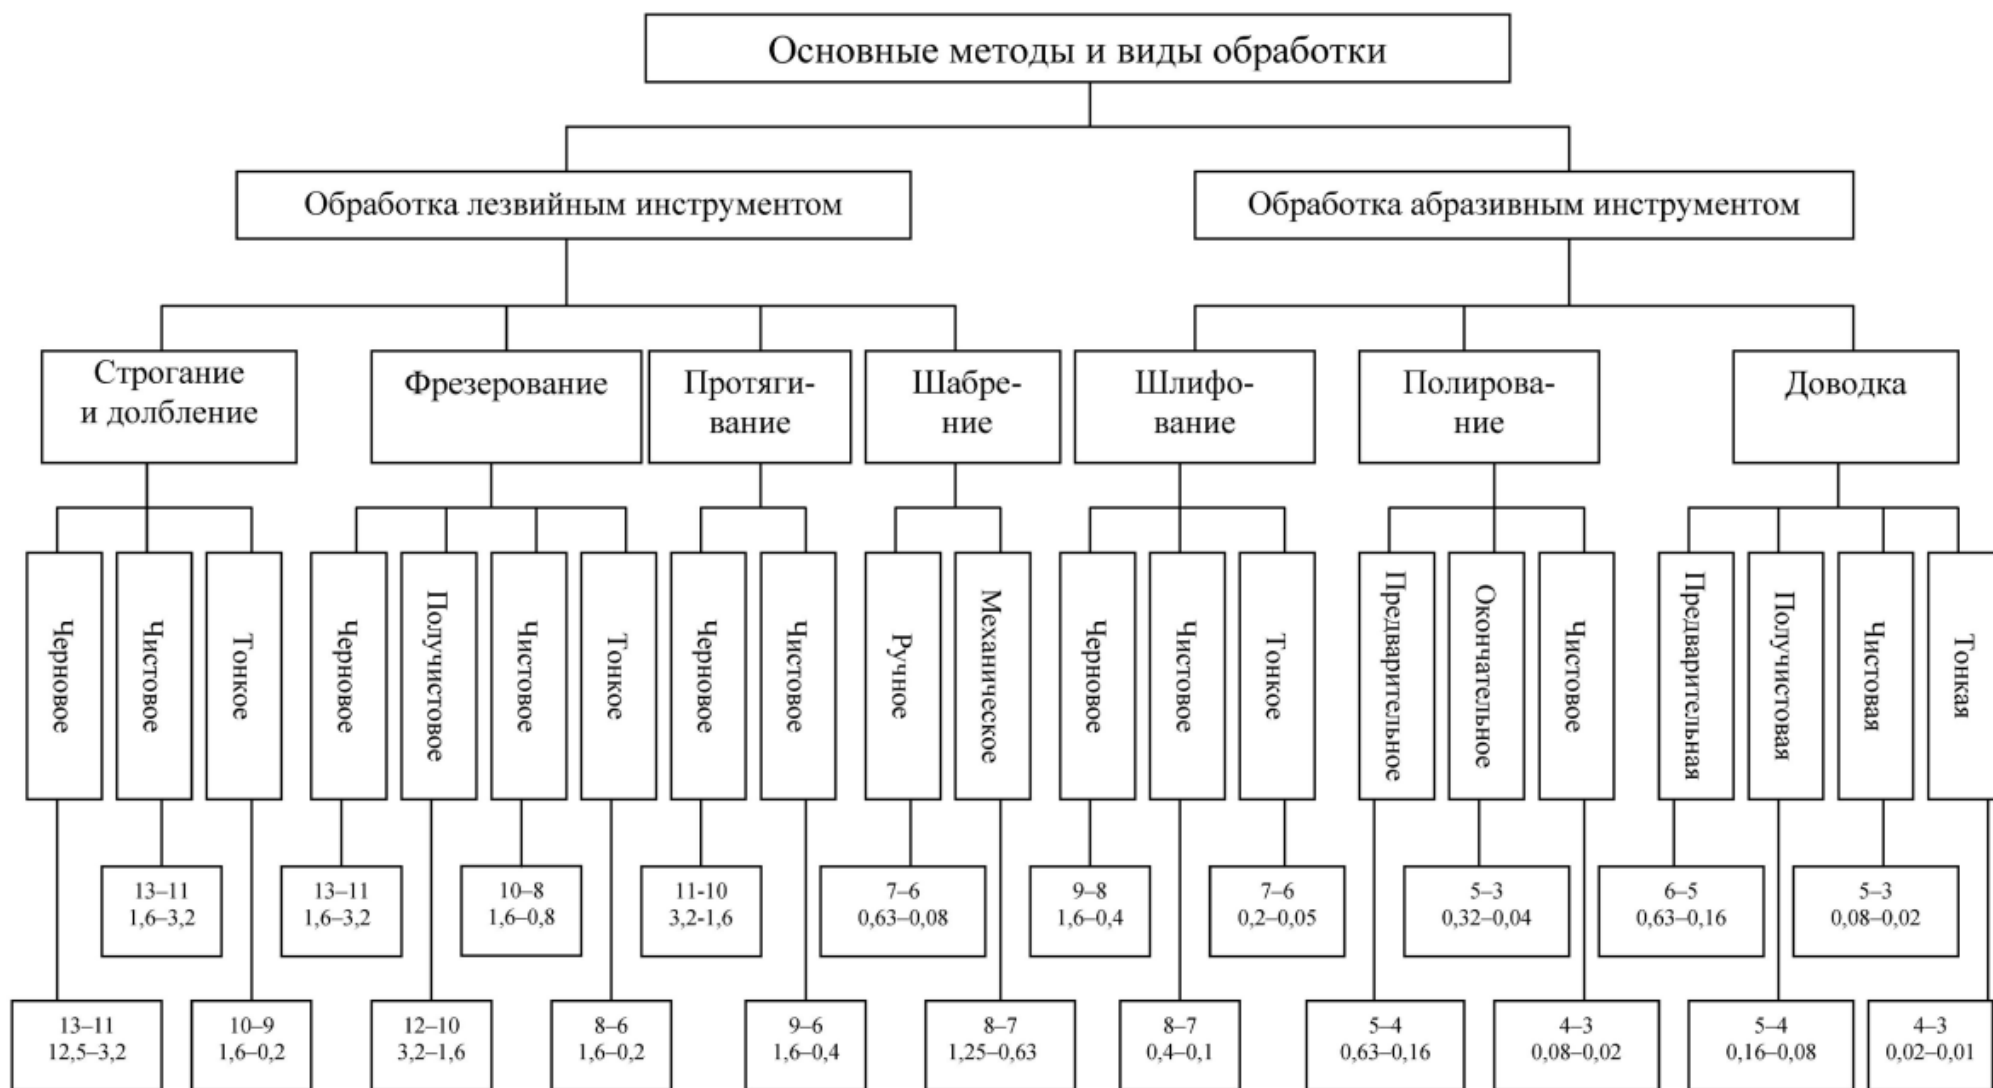 Основные методы и виды обработки
Обработка лезвийным инструментом
Обработка абразивным инструментом
Строгание
и долбление
Фрезерование
Протяги-
вание
Шабре-
ние
Шлифо-
вание
Полирова-
ние
Доводка
Черновое
Чистовое
Тонкое
Черновое
Получистовое
Чистовое
Тонкое
Черновое
Чистовое
Ручное
Механическое
Черновое
Чистовое
Тонкое
Предварительное
Окончательное
Чистовое
Предварительная
Получистовая
Чистовая
Тонкая
13–11
1,6–3,2
13–11
1,6–3,2
10–8
1,6–0,8
11-10
3,2-1,6
7–6
0,63–0,08
9–8
1,6–0,4
7–6
0,2–0,05
5–3
0,32–0,04
6–5
0,63–0,16
5–3
0,08–0,02
13–11
12,5–3,2
10–9
1,6–0,2
12–10
3,2–1,6
8–6
1,6–0,2
9–6
1,6–0,4
8–7
1,25–0,63
8–7
0,4–0,1
5–4
0,63–0,16
4–3
0,08–0,02
5–4
0,16–0,08
4–3
0,02–0,01